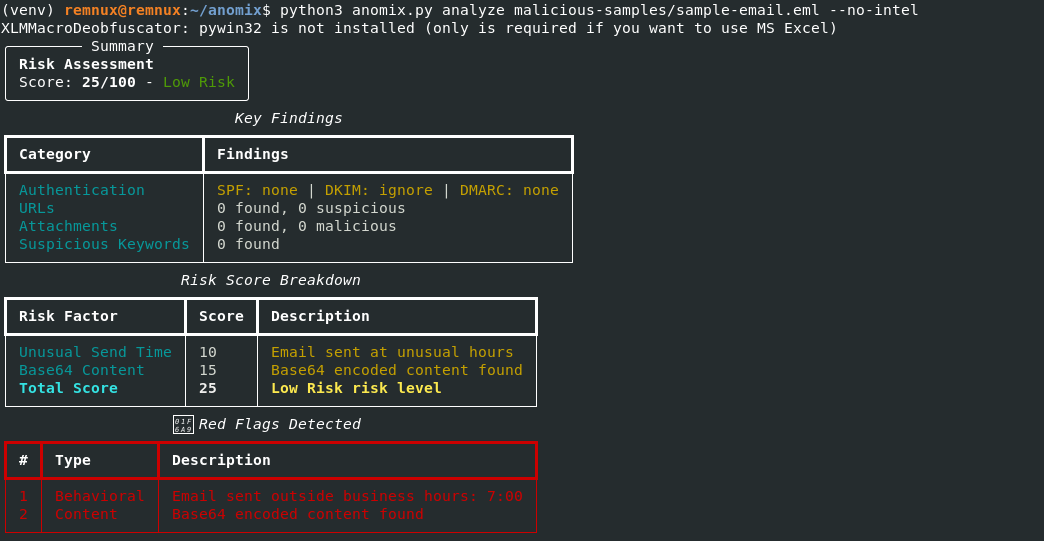 (venv) remnux@remnux:~/anomix$ python3 anomix.py analyze malicious-samples/sample-email.eml --no-intel
XLMMacroDeobfuscator: pywin32 is not installed (only is required if you want to use MS Excel)
Summary
Risk Assessment
Score: 25/100 - Low Risk
Key Findings
Category Findings
Authentication SPF: none | DKIM: ignore | DMARC: none
URLs 0 found, 0 suspicious
Attachments 0 found, 0 malicious
Suspicious Keywords 0 found
Risk Score Breakdown
Risk Factor Score Description
Unusual Send Time 10 Email sent at unusual hours
Base64 Content 15 Base64 encoded content found
Total Score 25 Low Risk risk level
01F6A9 Red Flags Detected
# Type Description
1 Behavioral Email sent outside business hours: 7:00
2 Content Base64 encoded content found